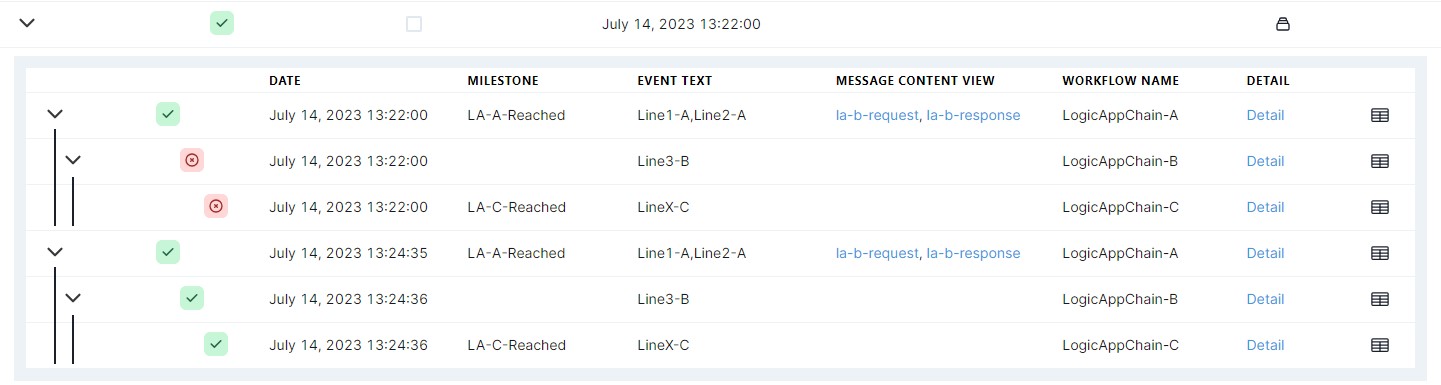 July 14, 2023 13:22:00
DATE MILESTONE EVENT TEXT MESSAGE CONTENT VIEW WORKFLOW NAME DETAIL
July 14, 2023 13:22:00 LA-A-Reached Line1-A,Line2-A la-b-request, la-b-response LogicAppChain-A Detail
July 14, 2023 13:22:00 Line3-B LogicAppChain-B Detail
July 14, 2023 13:22:00 LA-C-Reached LineX-C LogicAppChain-C Detail
July 14, 2023 13:24:35 LA-A-Reached Line1-A,Line2-A la-b-request, la-b-response LogicAppChain-A Detail
July 14, 2023 13:24:36 Line3-B LogicAppChain-B Detail
July 14, 2023 13:24:36 LA-C-Reached LineX-C LogicAppChain-C Detail